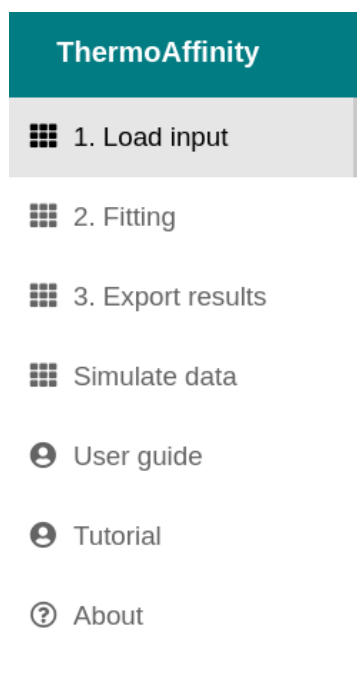 ThermoAffinity
1. Load input
2. Fitting
3. Export results
Simulate data
User guide
Tutorial
About